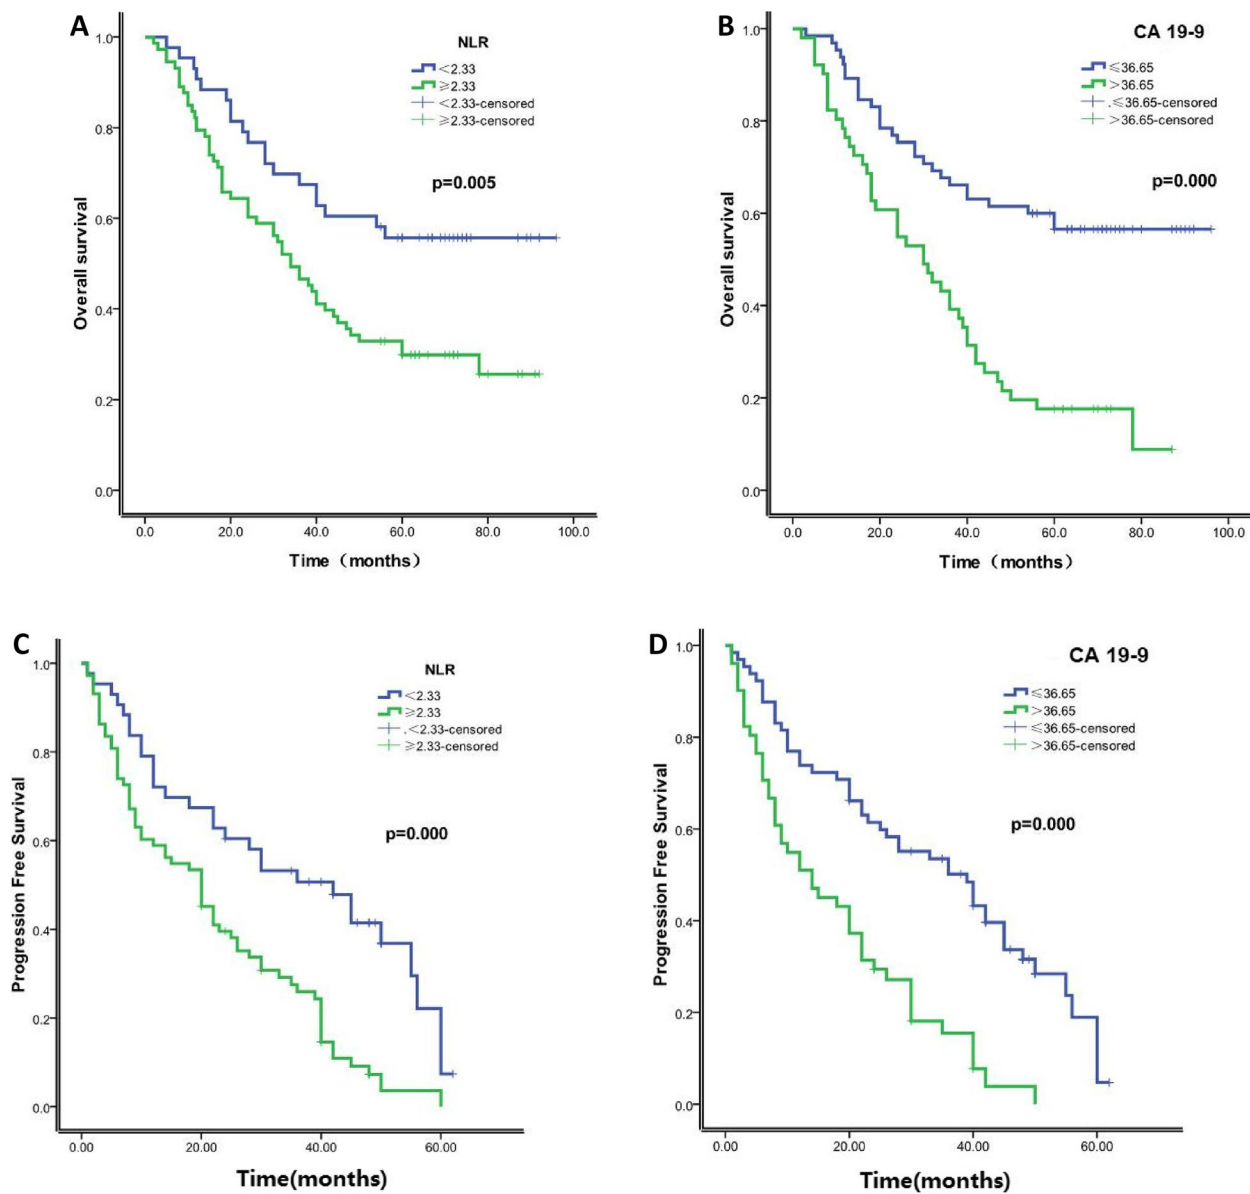 A
NLR
<2.33
≥2.33
<2.33-censored
≥2.33-censored
p=0.005
Overall survival
1.0
0.8
0.6
0.4
0.2
0.0
0.0 20.0 40.0 60.0 80.0 100.0
Time（months）
B
CA 19-9
≤36.65
>36.65
.≤36.65-censored
>36.65-censored
p=0.000
Overall survival
1.0
0.8
0.6
0.4
0.2
0.0
0.0 20.0 40.0 60.0 80.0 100.0
Time（months）
C
NLR
<2.33
≥2.33
.<2.33-censored
≥2.33-censored
p=0.000
Progression Free Survival
1.0
0.8
0.6
0.4
0.2
0.0
0.00 20.00 40.00 60.00
Time(months)
D
CA 19-9
≤36.65
>36.65
≤36.65-censored
>36.65-censored
p=0.000
Progression Free Survival
1.0
0.8
0.6
0.4
0.2
0.0
0.00 20.00 40.00 60.00
Time(months)